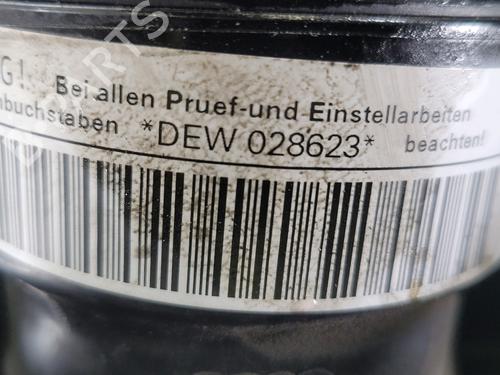 G! Bei allen Pruef-und Einstellarbeiten
nbuchstaben *DEW 028623* beachten!